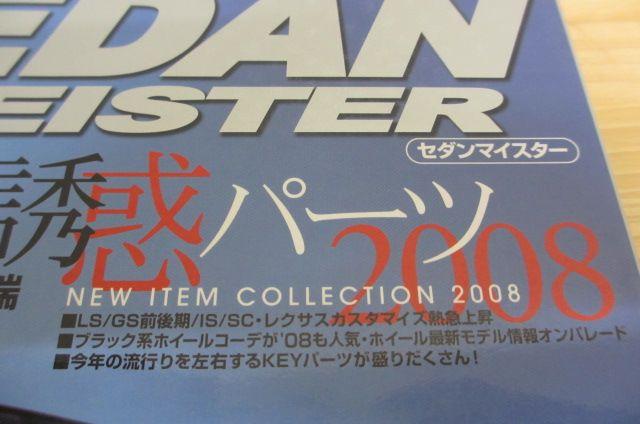 EDAN
EISTER
セダンマイスター
誘惑パーツ
2008
端
NEW ITEM COLLECTION 2008
■LS/GS前後期/IS/SC・レクサスカスタマイズ熱急上昇
■ブラック系ホイールコーデが'08も人気・ホイール最新モデル情報オンパレード
■今年の流行りを左右するKEYパーツが盛りだくさん!